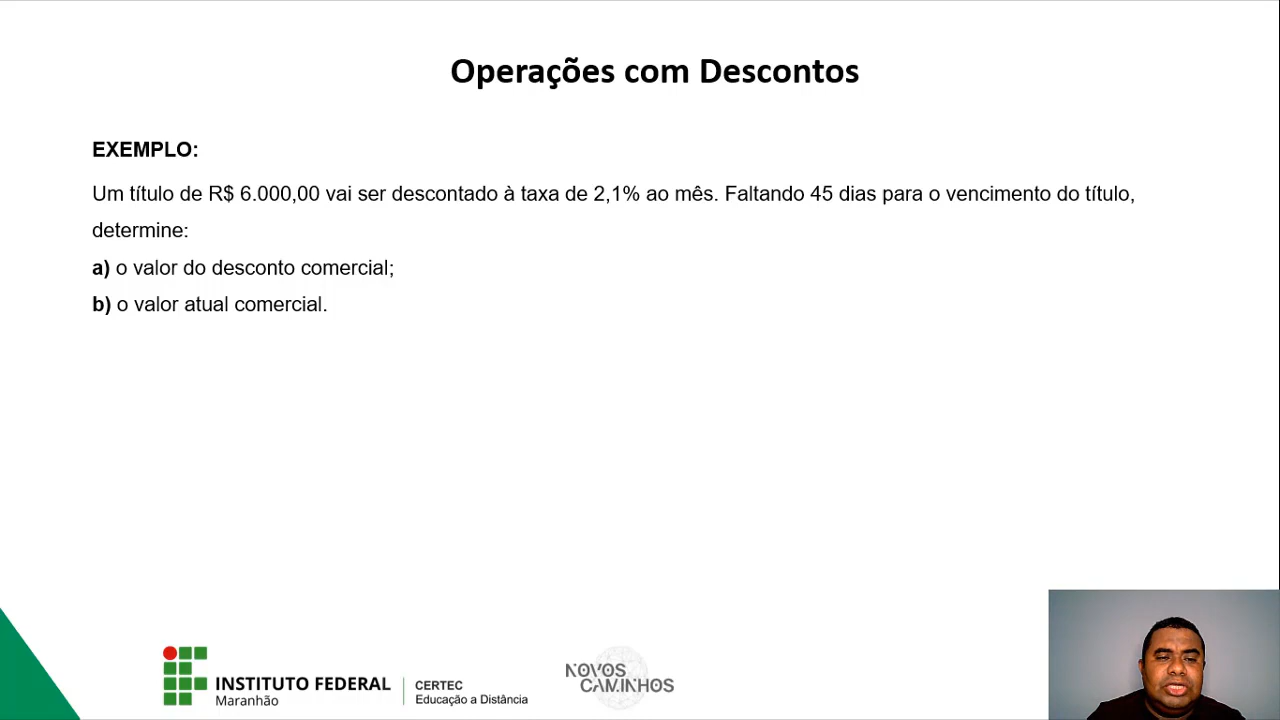 Operações com Descontos
EXEMPLO:
Um título de R$ 6.000,00 vai ser descontado à taxa de 2,1% ao mês. Faltando 45 dias para o vencimento do título,
determine:
a) o valor do desconto comercial;
b) o valor atual comercial.
INSTITUTO FEDERAL
Maranhão
CERTEC
Educação a Distância
NOVOS
CAMINHOS